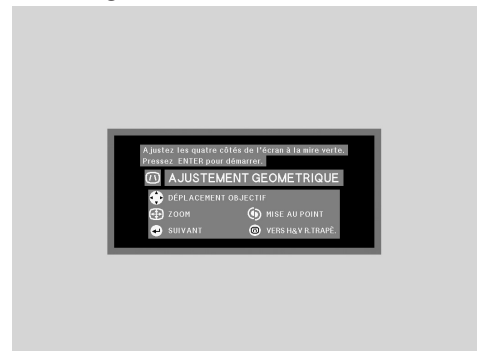 Ajustez les quatre côtés de l'écran à la mire verte.
Pressez ENTER pour démarrer.
AJUSTEMENT GEOMETRIQUE
DÉPLACEMENT OBJECTIF
ZOOM MISE AU POINT
SUIVANT VERS H&V R.TRAPÉ.